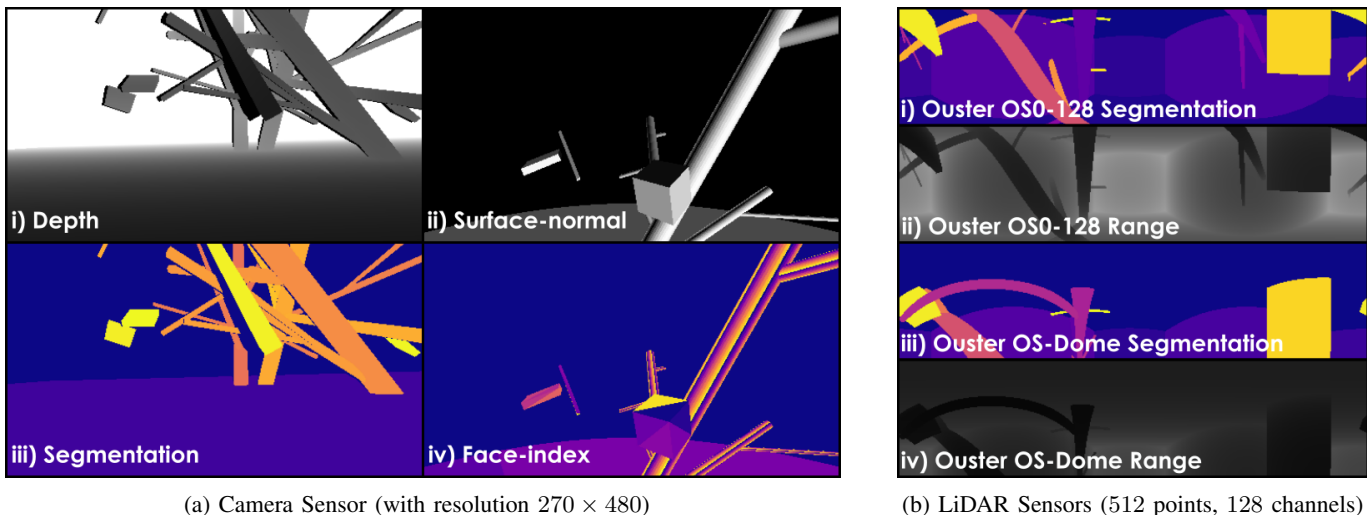 i) Depth
ii) Surface-normal
iii) Segmentation
iv) Face-index
(a) Camera Sensor (with resolution 270 × 480)
i) Ouster OS0-128 Segmentation
ii) Ouster OS0-128 Range
iii) Ouster OS-Dome Segmentation
iv) Ouster OS-Dome Range
(b) LiDAR Sensors (512 points, 128 channels)